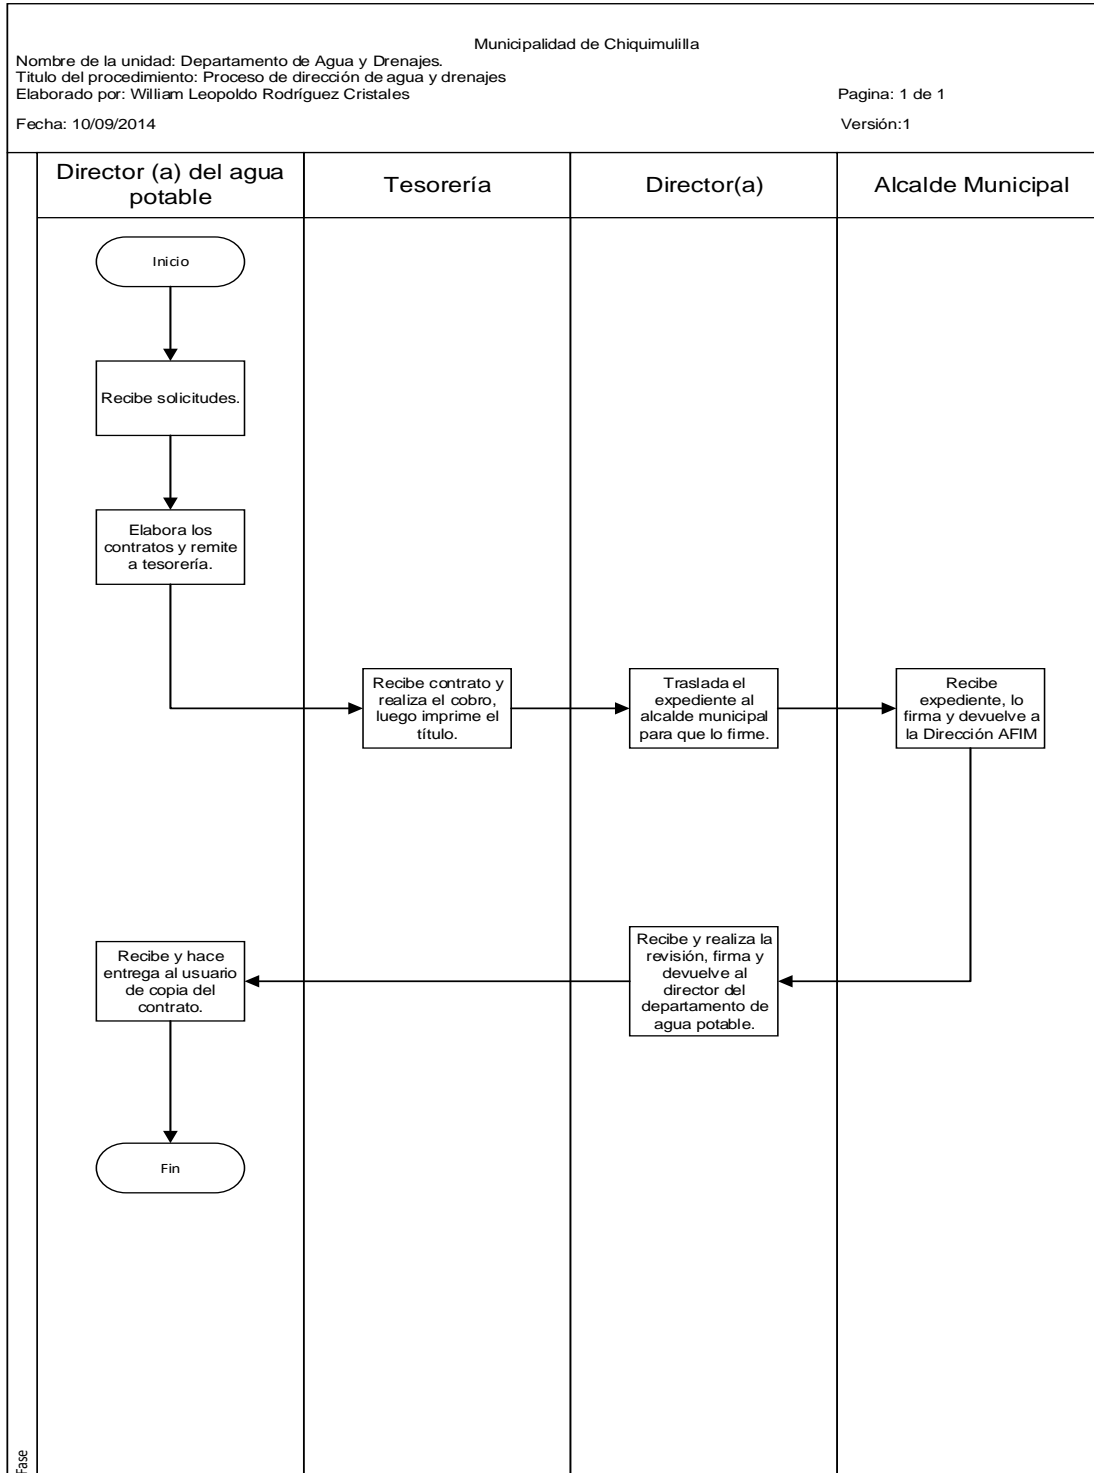 Municipalidad de Chiquimulilla
Nombre de la unidad: Departamento de Agua y Drenajes.
Titulo del procedimiento: Proceso de dirección de agua y drenajes
Elaborado por: William Leopoldo Rodríguez Cristales
Pagina: 1 de 1
Fecha: 10/09/2014
Versión:1
Director (a) del agua
potable
Tesorería
Director(a)
Alcalde Municipal
Inicio
Recibe solicitudes.
Elabora los
contratos y remite
a tesorería.
Recibe contrato y
realiza el cobro,
luego imprime el
título.
Traslada el
expediente al
alcalde municipal
para que lo firme.
Recibe
expediente, lo
firma y devuelve a
la Dirección AFIM
Recibe y realiza la
revisión, firma y
devuelve al
director del
departamento de
agua potable.
Recibe y hace
entrega al usuario
de copia del
contrato.
Fin
Fase